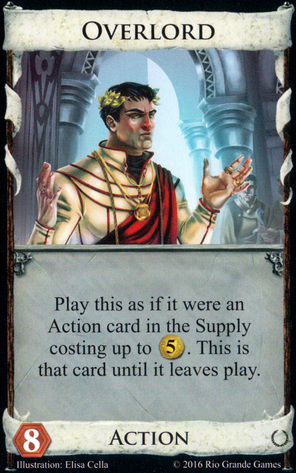 OVERLORD
Play this as if it were an
Action card in the Supply
costing up to 5. This is
that card until it leaves play.
8
ACTION
Illustration: Elisa Cella
© 2016 Rio Grande Games